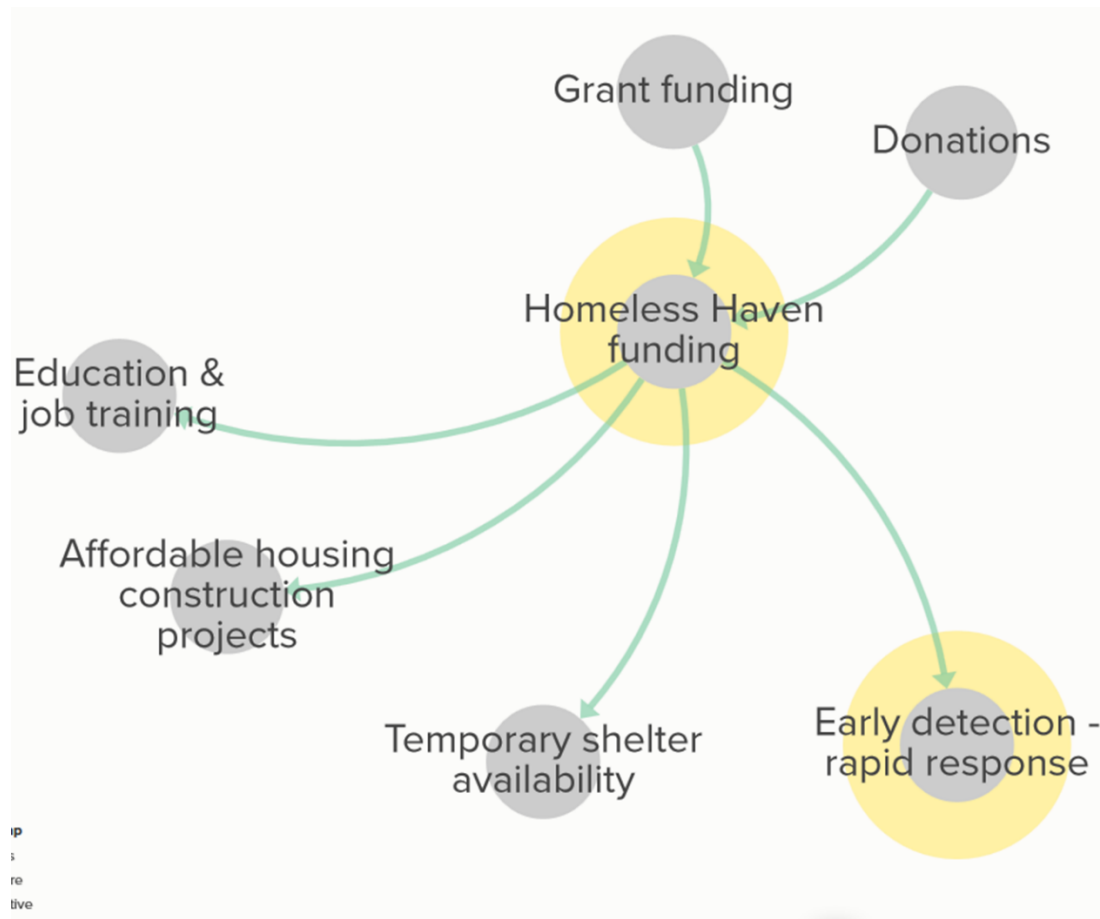 Grant funding
Donations
Homeless Haven
funding
Education &
job training
Affordable housing
construction
projects
Temporary shelter
availability
Early detection -
rapid response